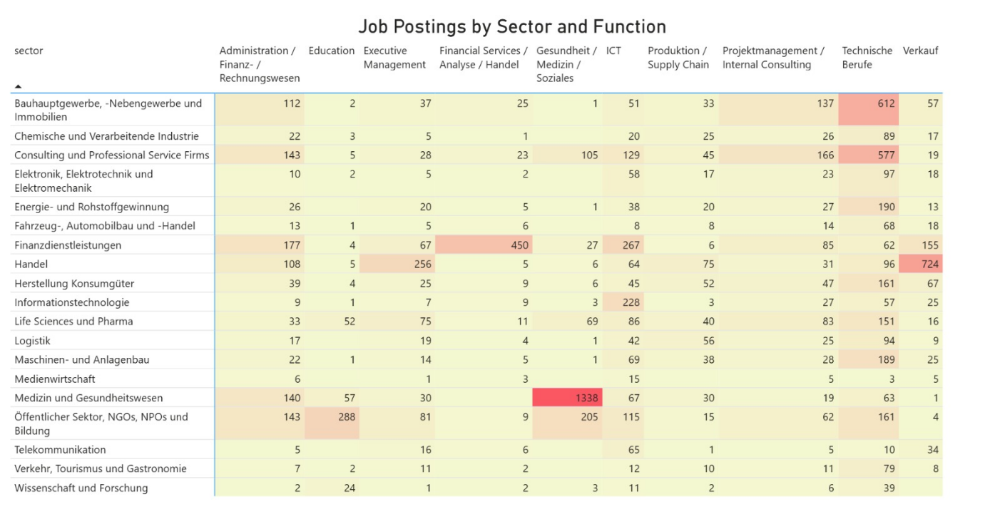 Job Postings by Sector and Function
sector Administration / Education Executive Financial Services / Gesundheit / ICT Produktion / Projektmanagement / Technische Verkauf
Finanz- / Management Analyse / Handel Medizin / Supply Chain Internal Consulting Berufe
Rechnungswesen Soziales
Bauhauptgewerbe, -Nebengewerbe und 112 2 37 25 1 51 33 137 612 57
Immobilien
Chemische und Verarbeitende Industrie 22 3 5 1 20 25 26 89 17
Consulting und Professional Service Firms 143 5 28 23 105 129 45 166 577 19
Elektronik, Elektrotechnik und 10 2 5 2 58 17 23 97 18
Elektromechanik
Energie- und Rohstoffgewinnung 26 20 5 1 38 20 27 190 13
Fahrzeug-, Automobilbau und -Handel 13 1 5 6 8 8 14 68 18
Finanzdienstleistungen 177 4 67 450 27 267 6 85 62 155
Handel 108 5 256 5 6 64 75 31 96 724
Herstellung Konsumgüter 39 4 25 9 6 45 52 47 161 67
Informationstechnologie 9 1 7 9 3 228 3 27 57 25
Life Sciences und Pharma 33 52 75 11 69 86 40 83 151 16
Logistik 17 19 4 1 42 56 25 94 9
Maschinen- und Anlagenbau 22 1 14 5 1 69 38 28 189 25
Medienwirtschaft 6 1 3 15 5 3 5
Medizin und Gesundheitswesen 140 57 30 1338 67 30 19 63 1
Öffentlicher Sektor, NGOs, NPOs und 143 288 81 9 205 115 15 62 161 4
Bildung
Telekommunikation 5 16 6 65 1 5 10 34
Verkehr, Tourismus und Gastronomie 7 2 11 2 12 10 11 79 8
Wissenschaft und Forschung 2 24 1 2 3 11 2 6 39